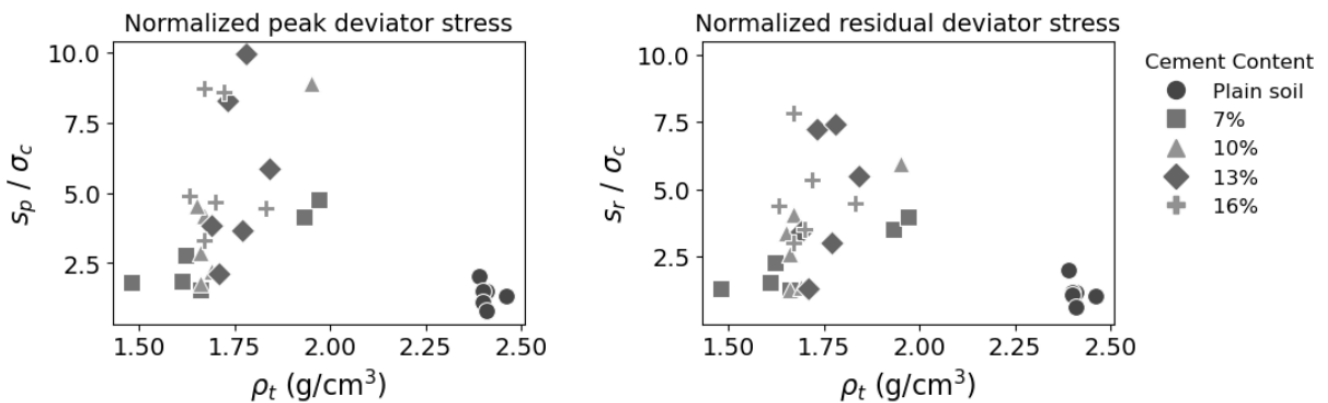 Normalized peak deviator stress
10.0
7.5
5.0
2.5
s_p / σ_c
1.50 1.75 2.00 2.25 2.50
ρ_t (g/cm³)
Normalized residual deviator stress
10.0
7.5
5.0
2.5
s_r / σ_c
1.50 1.75 2.00 2.25 2.50
ρ_t (g/cm³)
Cement Content
Plain soil
7%
10%
13%
16%